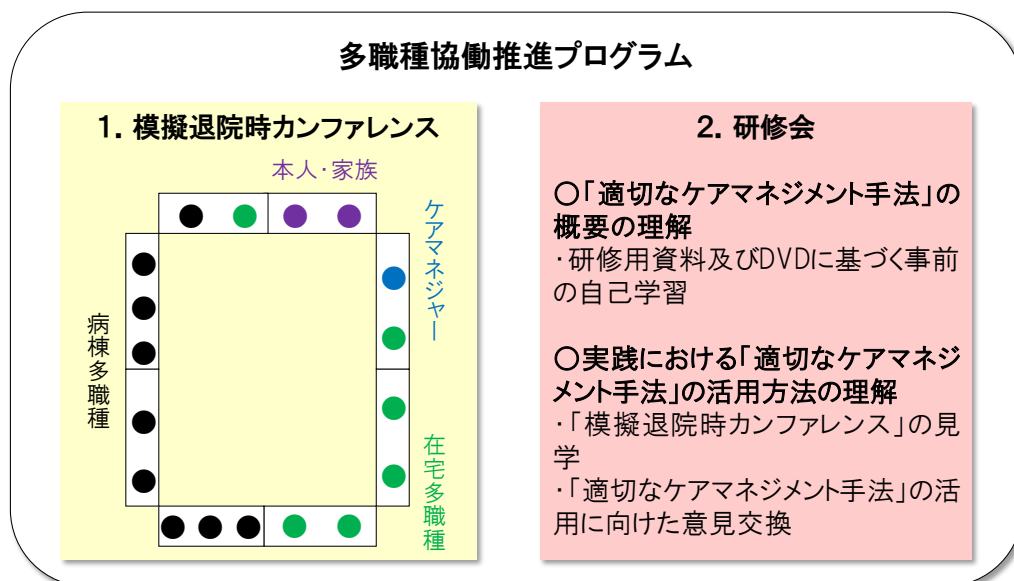 多職種協働推進プログラム
1. 模擬退院時カンファレンス
本人・家族
ケアマネジャー
病棟多職種
在宅多職種
2. 研修会
○「適切なケアマネジメント手法」の
概要の理解
・研修用資料及びDVDに基づく事前
の自己学習
○実践における「適切なケアマネジ
メント手法」の活用方法の理解
・「模擬退院時カンファレンス」の見
学
・「適切なケアマネジメント手法」の活
用に向けた意見交換